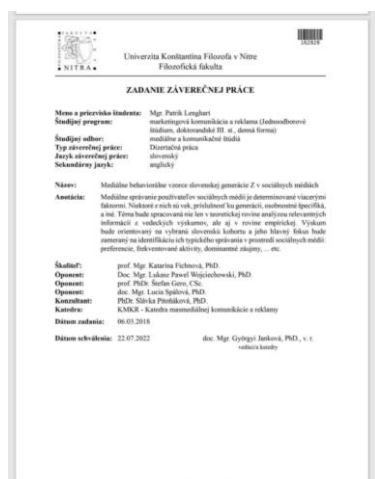 162828
NITRA
Univerzita Konštantína Filozofa v Nitre
Filozofická fakulta
ZADANIE ZÁVEREČNEJ PRÁCE
Meno a priezvisko študenta: Mgr. Patrik Lenghart
Študijný program: marketingová komunikácia a reklama (Jednoodborové
štúdium, doktorandské III. st., denná forma)
Študijný odbor: mediálne a komunikačné štúdiá
Typ záverečnej práce: Dizertačná práca
Jazyk záverečnej práce: slovenský
Sekundárny jazyk: anglický
Názov: Mediálne behaviorálne vzorce slovenskej generácie Z v sociálnych médiách
Anotácia: Mediálne správanie používateľov sociálnych médií je determinované viacerými
faktormi. Niektoré z nich sú vek, príslušnosť ku generácii, osobnostné špecifiká,
a iné. Téma bude spracovaná nie len v teoretickej rovine analýzou relevantných
informácií z vedeckých výskumov, ale aj v rovine empirickej. Výskum
bude orientovaný na vybranú slovenskú kohortu a jeho hlavný fokus bude
zameraný na identifikáciu ich typického správania v prostredí sociálnych médií:
preferencie, frekventované aktivity, dominantné záujmy, ... etc.
Školiteľ: prof. Mgr. Katarína Fichnová, PhD.
Oponent: Doc. Mgr. Lukasz Pawel Wojciechowski, PhD.
Oponent: prof. PhDr. Štefan Gero, CSc.
Oponent: doc. Mgr. Lucia Spálová, PhD.
Konzultant: PhDr. Slávka Pitoňáková, PhD.
Katedra: KMKR - Katedra masmediálnej komunikácie a reklamy
Dátum zadania: 06.03.2018
Dátum schválenia: 22.07.2022 doc. Mgr. Györgyi Janková, PhD., v. r.
vedúci/a katedry